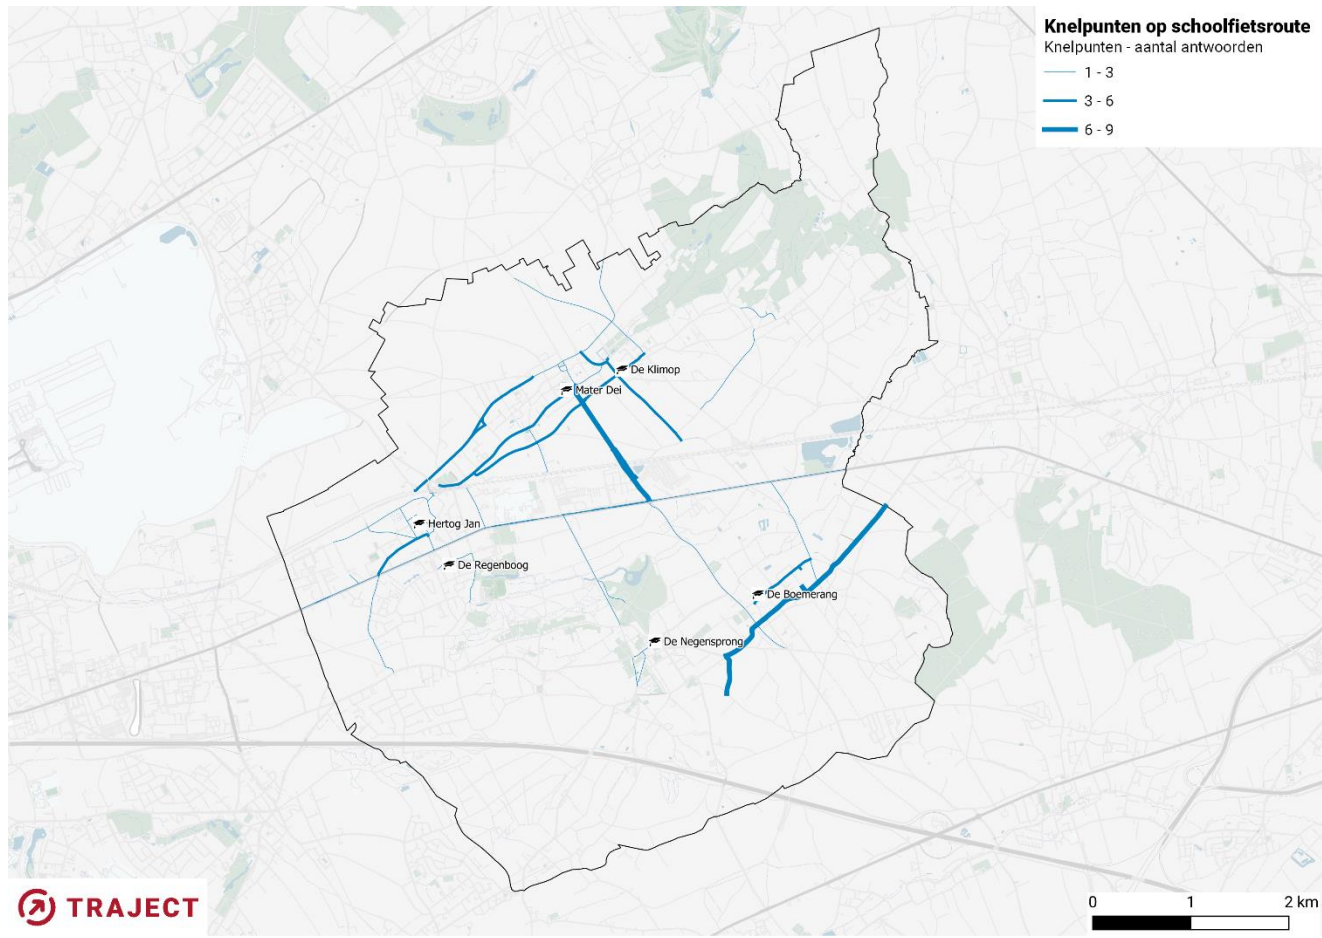 Knelpunten op schoolfietsroute
Knelpunten - aantal antwoorden
1 - 3
3 - 6
6 - 9
De Klimop
Mater Dei
Hertog Jan
De Regenboog
De Boemerang
De Negensprong
TRAJECT
0 1 2 km